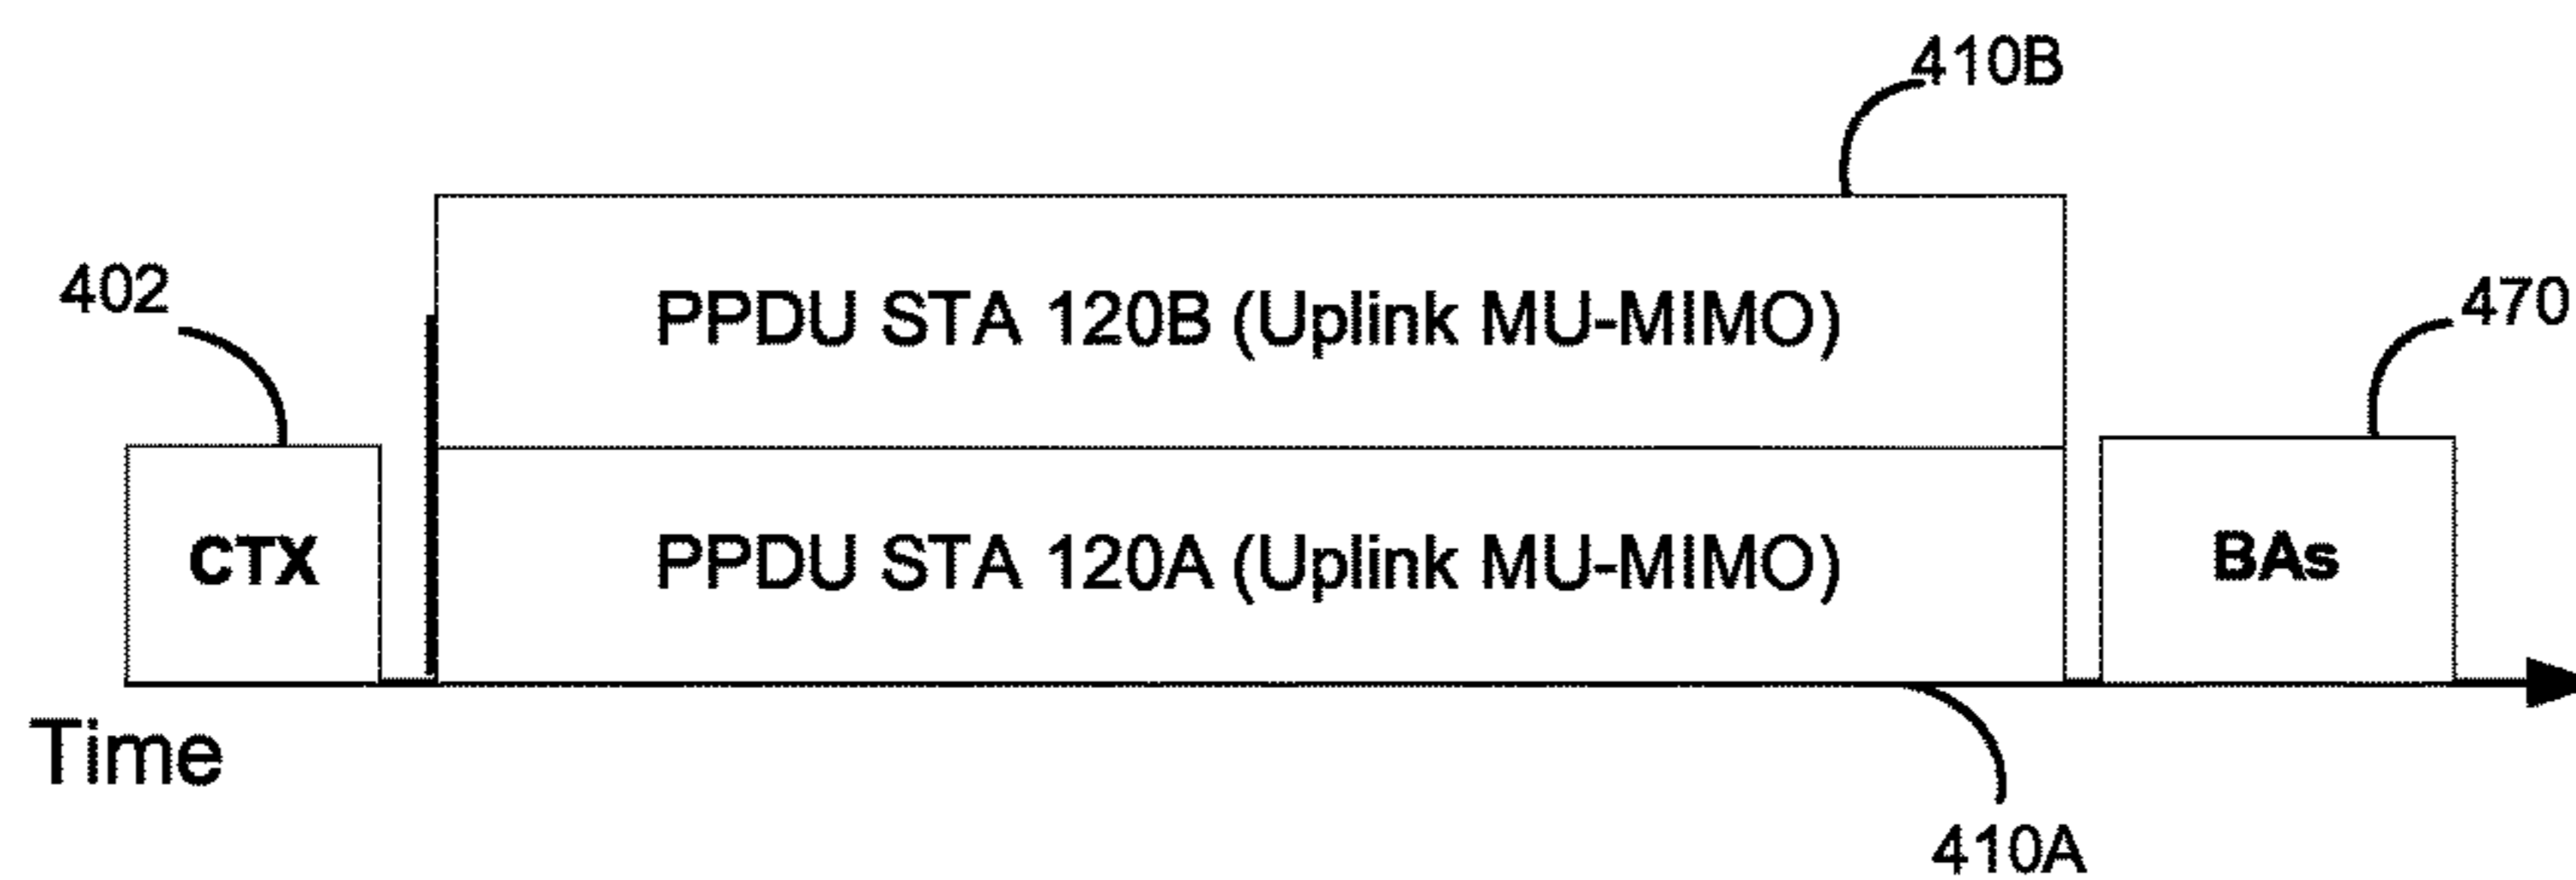 410B
402
PPDU STA 120B (Uplink MU-MIMO)
470
CTX
PPDU STA 120A (Uplink MU-MIMO)
BAs
Time
410A